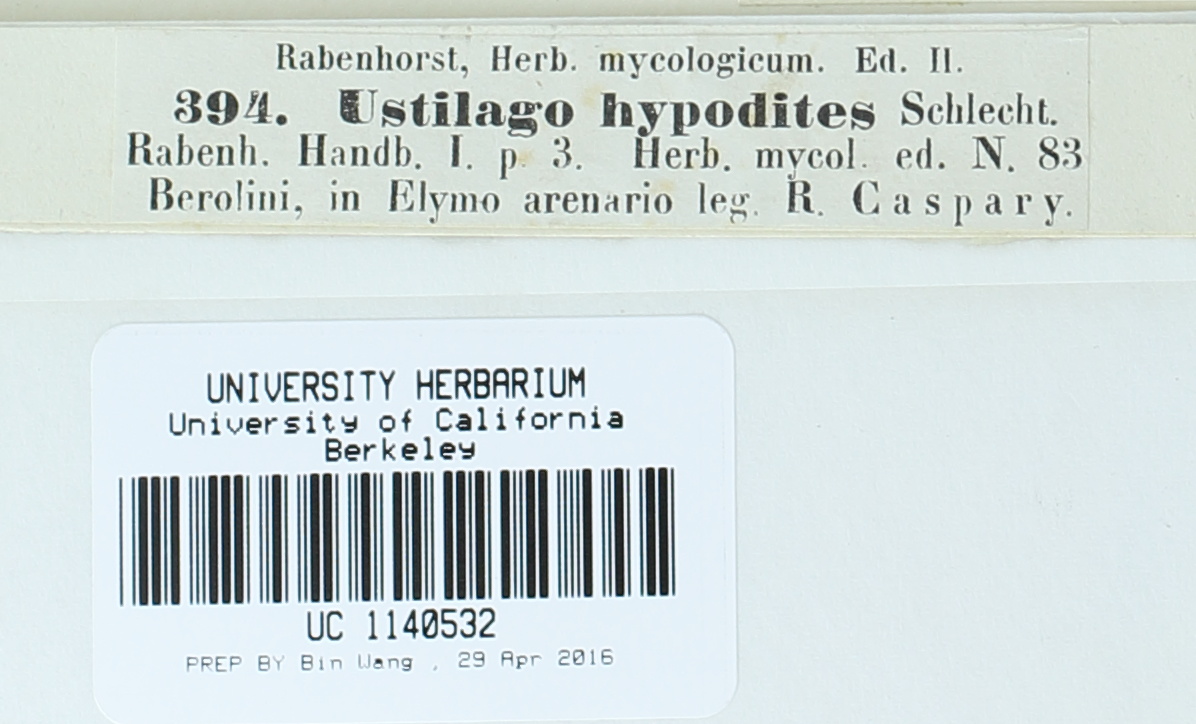 Rabenhorst, Herb. mycologicum. Ed. II.
394. Ustilago hypodites Schlecht.
Rabenh. Handb. I. p. 3. Herb. mycol. ed. N. 83
Berolini, in Elymo arenario leg. R. Caspary.
UNIVERSITY HERBARIUM
University of California
Berkeley
UC 1140532
PREP BY Bin Wang , 29 Apr 2016